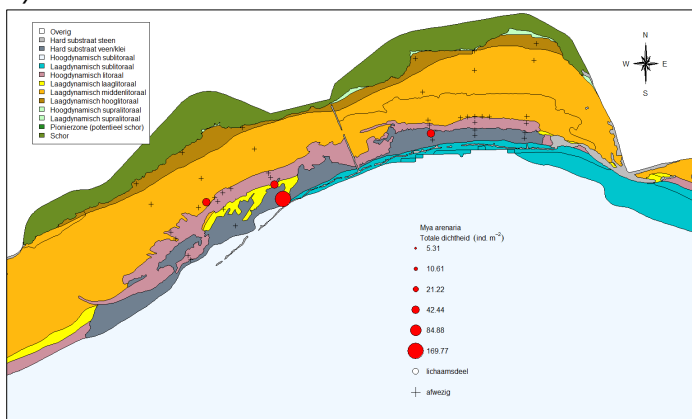 Overig
Hard substraat steen
Hard substraat veen/klei
Hoogdynamisch sublitoraal
Laagdynamisch sublitoraal
Hoogdynamisch litoraal
Laagdynamisch laaglitoraal
Laagdynamisch middenlitoraal
Laagdynamisch hooglitoraal
Hoogdynamisch supralitoraal
Laagdynamisch supralitoraal
Pionierzone (potentieel schor)
Schor
N
W E
S
Mya arenaria
Totale dichtheid (ind. m⁻²)
5.31
10.61
21.22
42.44
84.88
169.77
lichaamsdeel
afwezig